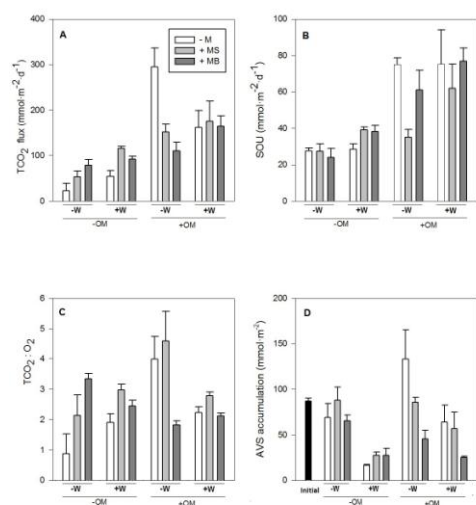 A
- M
+ MS
+ MB
TCO₂ flux (mmol·m⁻²·d⁻¹)
400
300
200
100
0
-W +W -W +W
-OM +OM
B
SOU (mmol·m⁻²·d⁻¹)
100
80
60
40
20
0
-W +W -W +W
-OM +OM
C
TCO₂ : O₂
6
5
4
3
2
1
0
-W +W -W +W
-OM +OM
D
AVS accumulation (mmol·m⁻²)
200
150
100
50
0
Initial -W +W -W +W
-OM +OM